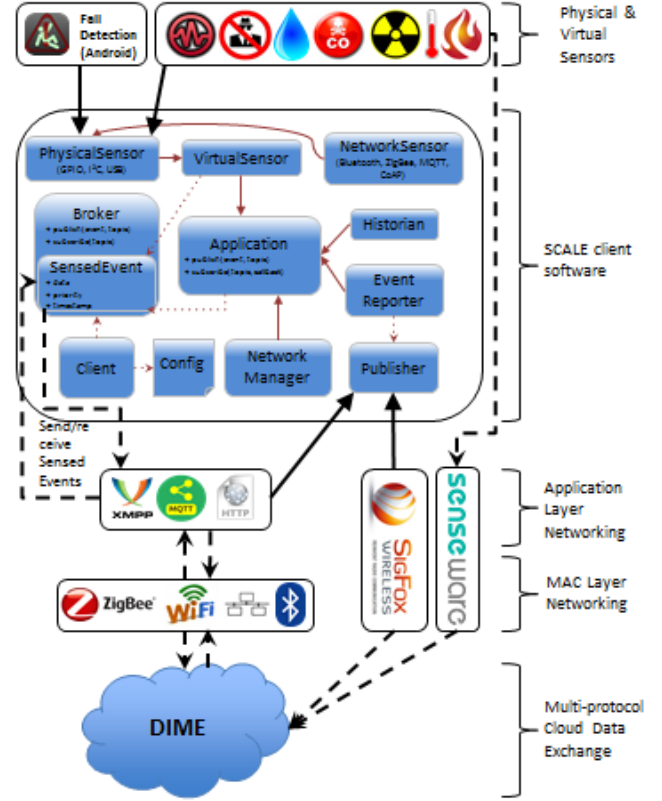 Fall
Detection
(Android)
CO
Physical &
Virtual
Sensors
PhysicalSensor
(GPIO, I²C, USB)
VirtualSensor
NetworkSensor
(Bluetooth, ZigBee, MQTT,
CoAP)
Broker
+ publish(event, topic)
+ subscribe(topic)
SensedEvent
+ data
+ priority
+ timestamp
Application
+ publish(event, topic)
+ subscribe(topic, callback)
Historian
Event
Reporter
Client
Config
Network
Manager
Publisher
SCALE client
software
Send/re
ceive
Sensed
Events
XMPP
MQTT
HTTP
SIGFOX
WIRELESS
senseware
Application
Layer
Networking
ZigBee®
WiFi
MAC Layer
Networking
DIME
Multi-protocol
Cloud Data
Exchange